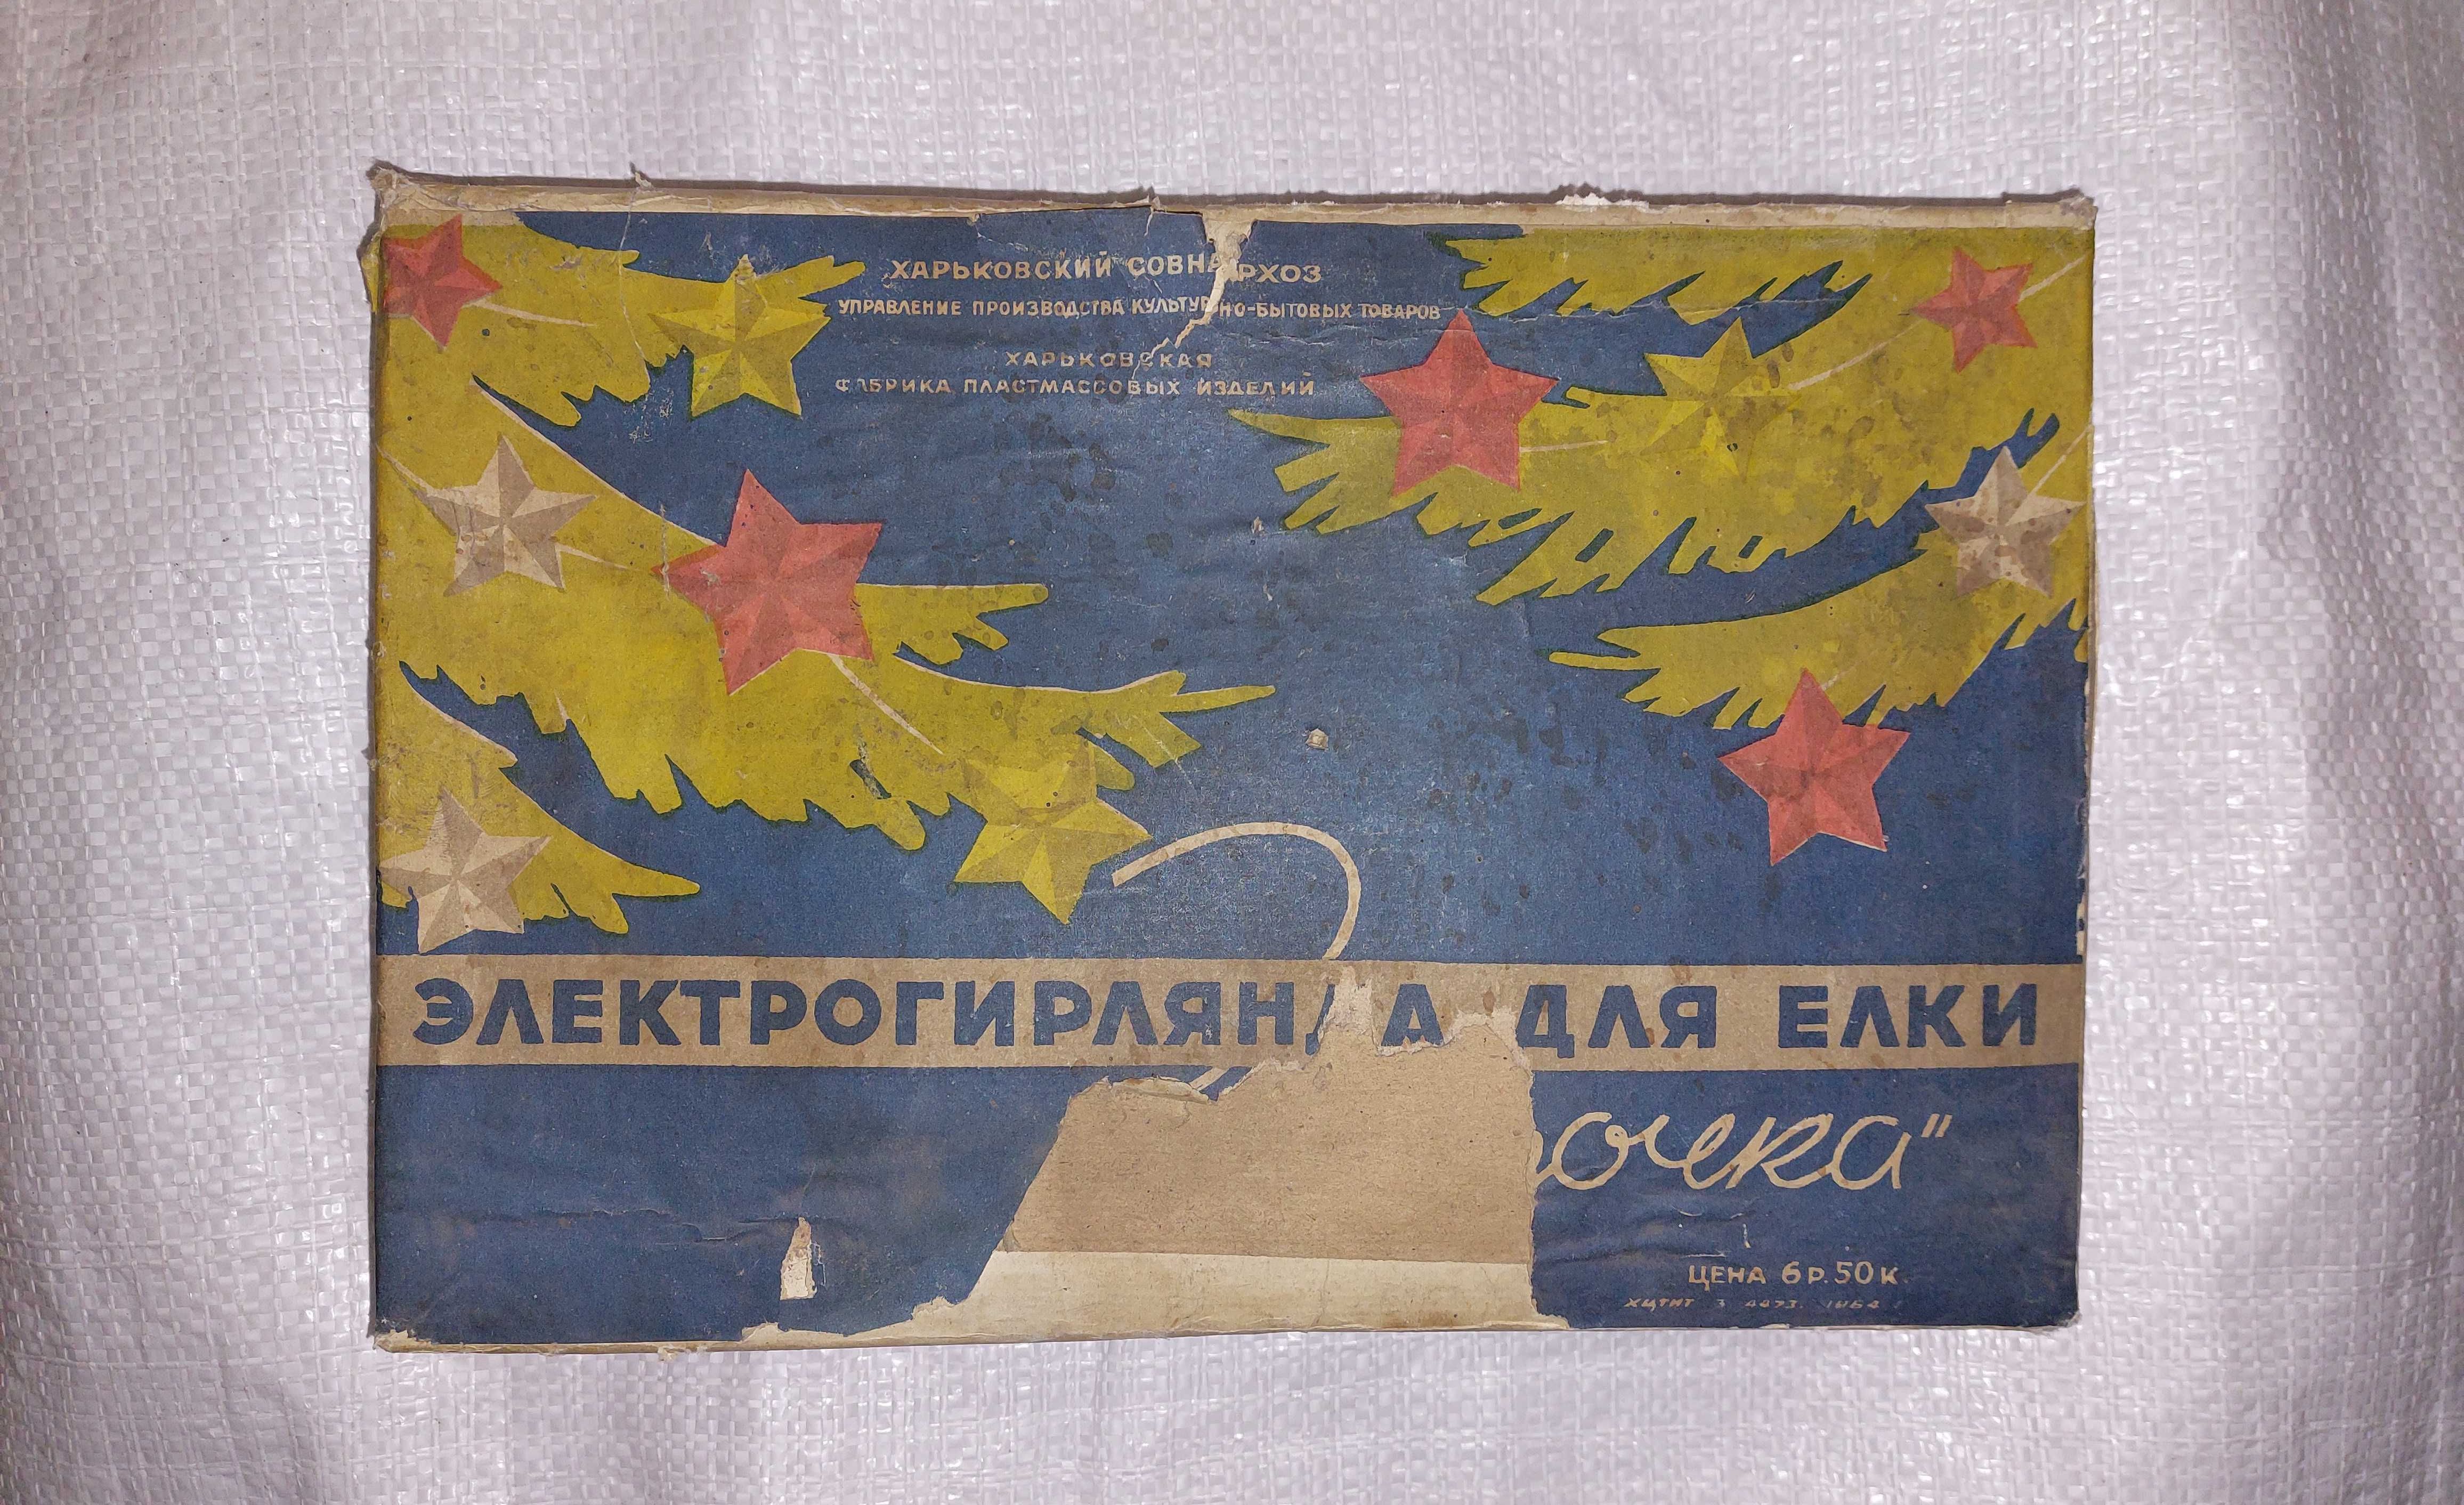 ХАРЬКОВСКИЙ СОВНАРХОЗ
УПРАВЛЕНИЕ ПРОИЗВОДСТВА КУЛЬТУРНО-БЫТОВЫХ ТОВАРОВ
ХАРЬКОВСКАЯ
ФАБРИКА ПЛАСТМАССОВЫХ ИЗДЕЛИЙ
ЭЛЕКТРОГИРЛЯНДА ДЛЯ ЕЛКИ
очка"
ЦЕНА 6 Р. 50 К.